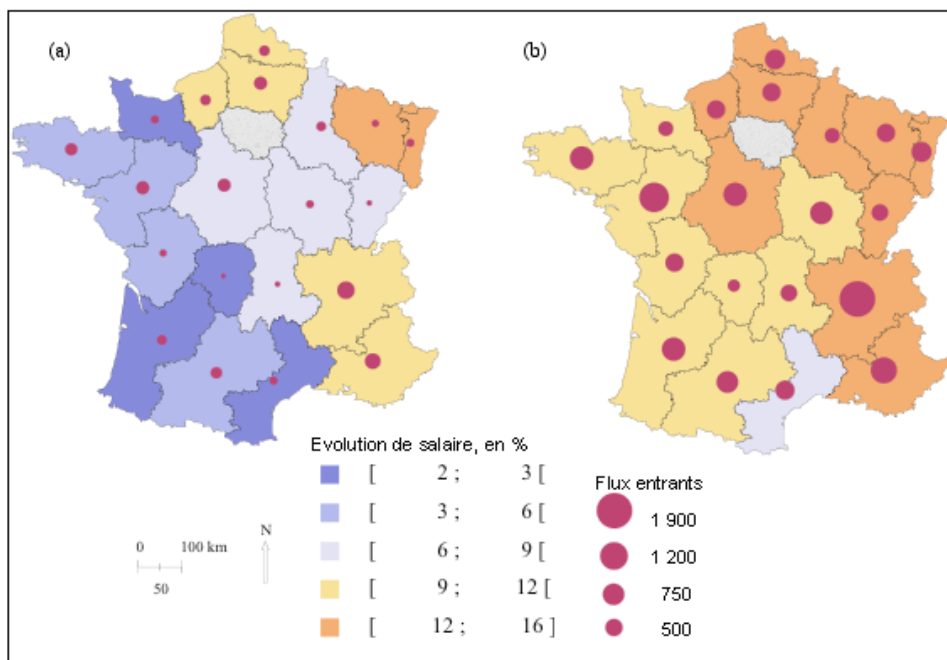 (a)
(b)
Evolution de salaire, en %
[ 2 ; 3 [
[ 3 ; 6 [
[ 6 ; 9 [
[ 9 ; 12 [
[ 12 ; 16 ]
Flux entrants
1 900
1 200
750
500
0 100 km
50
N